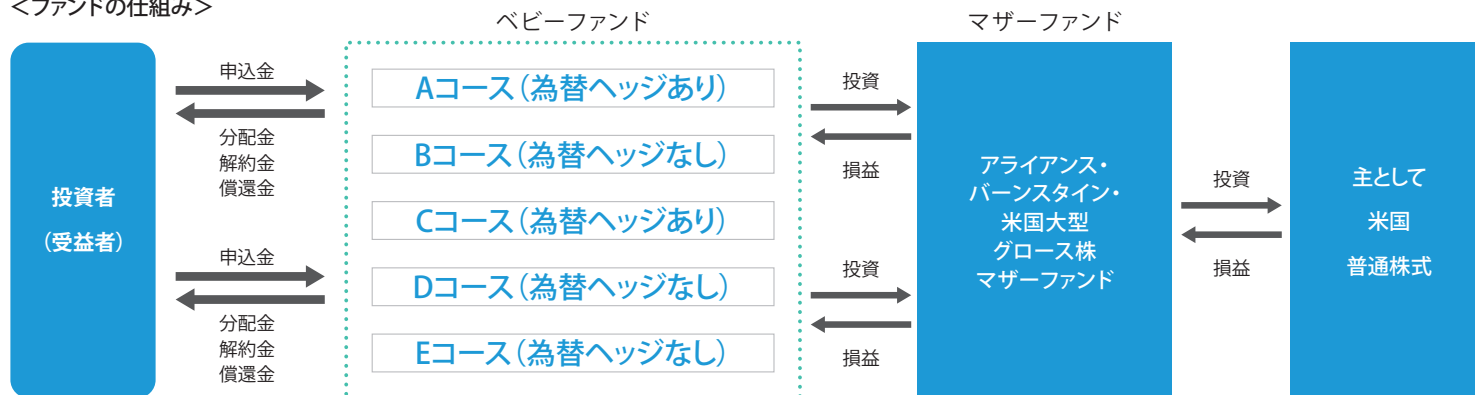 ＜ファンドの仕組み＞
ベビーファンド
マザーファンド
投資者
（受益者）
申込金
分配金
解約金
償還金
申込金
分配金
解約金
償還金
Aコース（為替ヘッジあり）
Bコース（為替ヘッジなし）
Cコース（為替ヘッジあり）
Dコース（為替ヘッジなし）
Eコース（為替ヘッジなし）
投資
損益
投資
損益
アライアンス・
バーンスタイン・
米国大型
グロース株
マザーファンド
投資
損益
主として
米国
普通株式